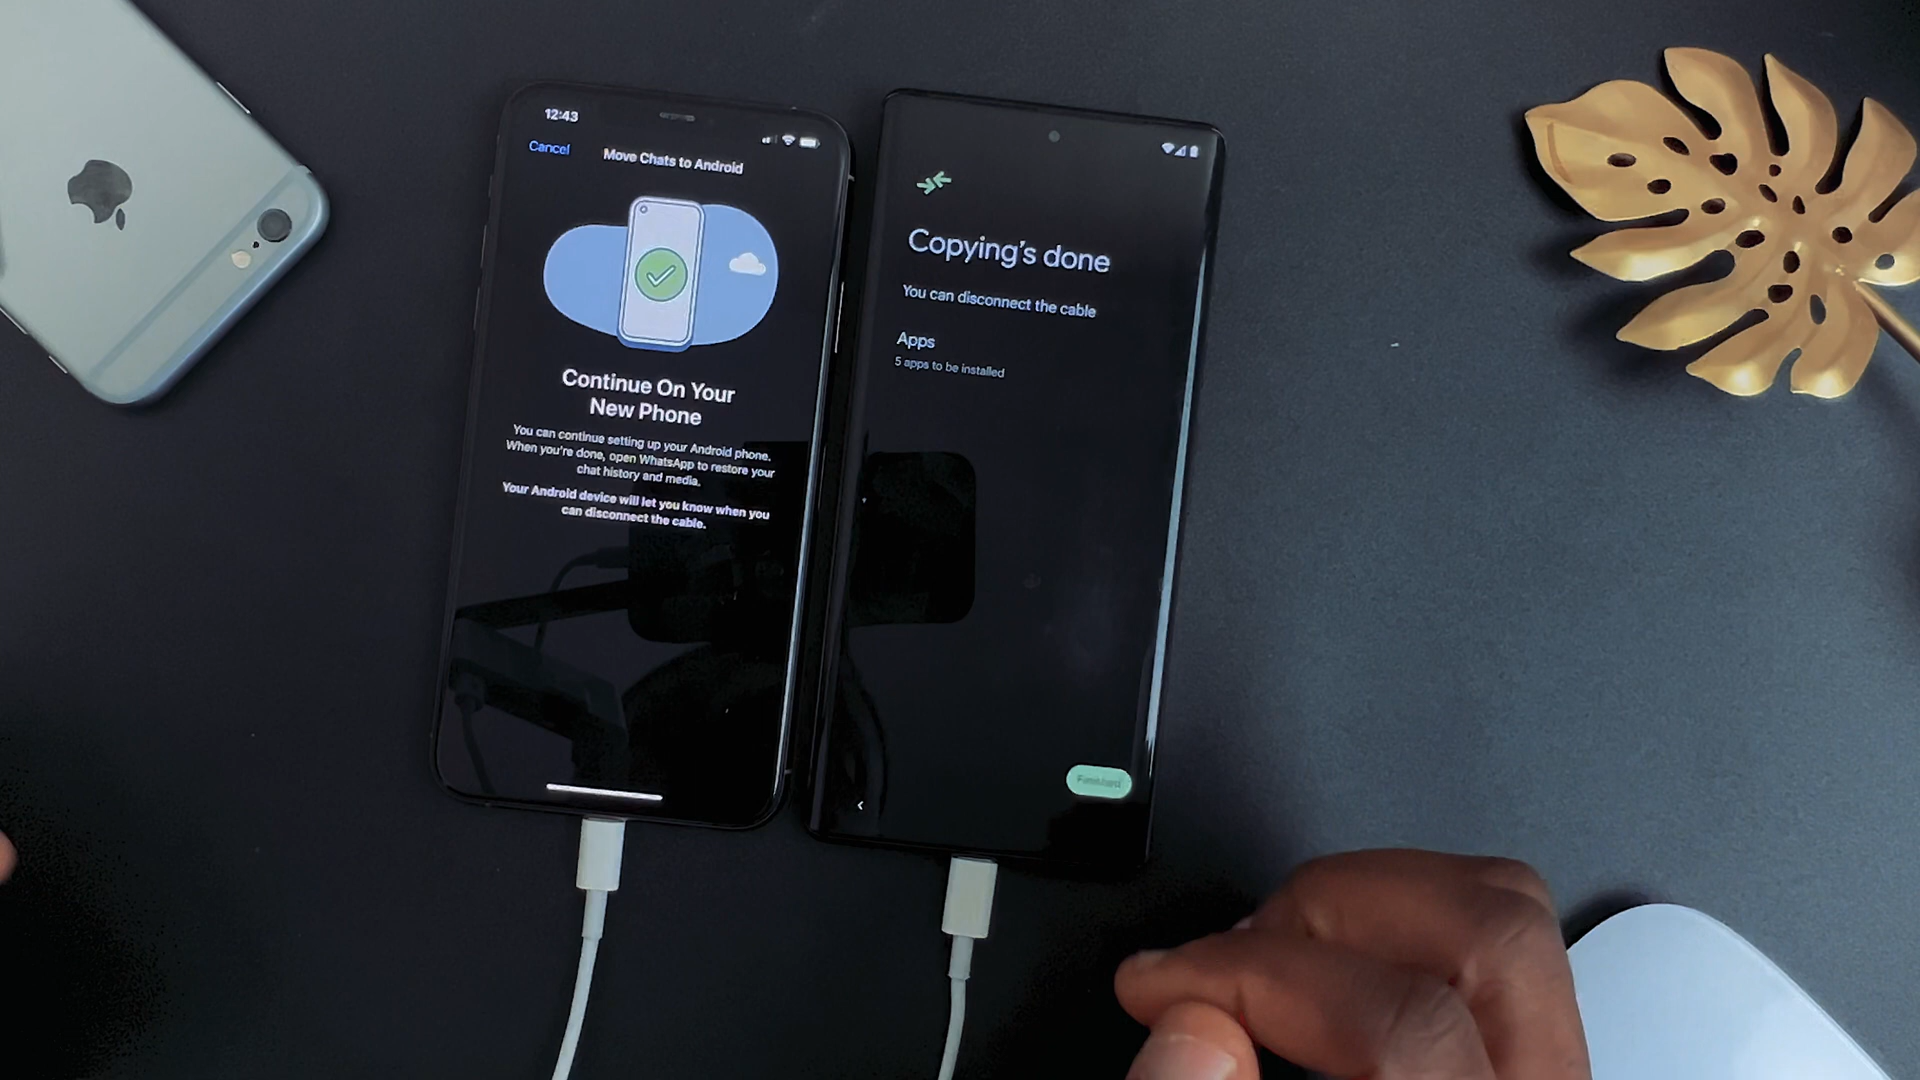 12:43
Cancel
Move Chats to Android
Continue On Your
New Phone
You can continue setting up your Android phone.
When you're done, open WhatsApp to restore your
chat history and media.
Your Android device will let you know when you
can disconnect the cable.
Copying's done
You can disconnect the cable
Apps
5 apps to be installed